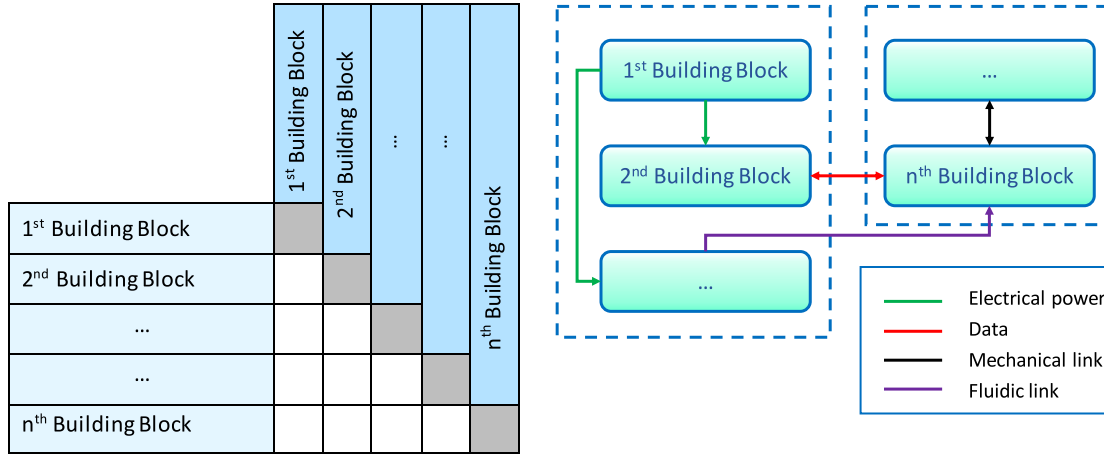 1st Building Block
2nd Building Block
...
...
nth Building Block
1st Building Block
2nd Building Block
...
...
nth Building Block
1st Building Block
2nd Building Block
...
...
nth Building Block
Electrical power
Data
Mechanical link
Fluidic link